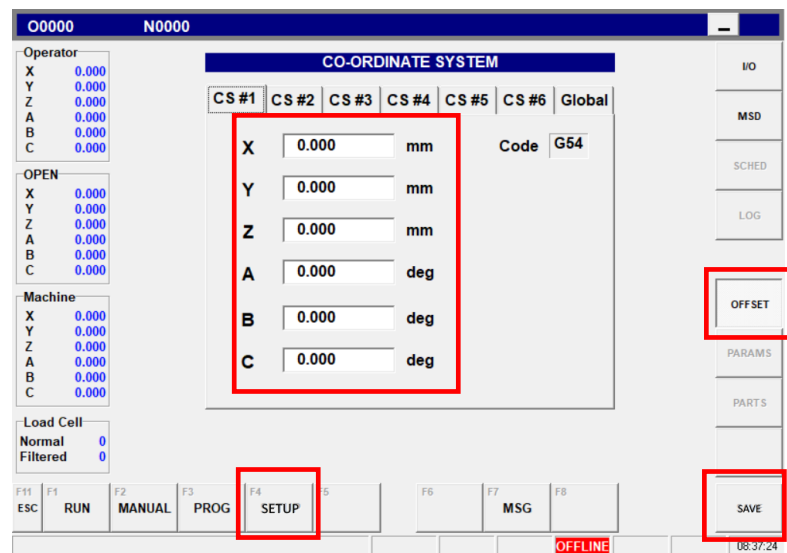 O0000 N0000
Operator
X 0.000
Y 0.000
Z 0.000
A 0.000
B 0.000
C 0.000
OPEN
X 0.000
Y 0.000
Z 0.000
A 0.000
B 0.000
C 0.000
Machine
X 0.000
Y 0.000
Z 0.000
A 0.000
B 0.000
C 0.000
Load Cell
Normal 0
Filtered 0
CO-ORDINATE SYSTEM
CS #1 CS #2 CS #3 CS #4 CS #5 CS #6 Global
X 0.000 mm Code G54
Y 0.000 mm
Z 0.000 mm
A 0.000 deg
B 0.000 deg
C 0.000 deg
I/O
MSD
SCHED
LOG
OFFSET
PARAMS
PARTS
SAVE
F11 F1 F2 F3 F4 F5 F6 F7 F8
ESC RUN MANUAL PROG SETUP MSG
OFFLINE 08:37:24